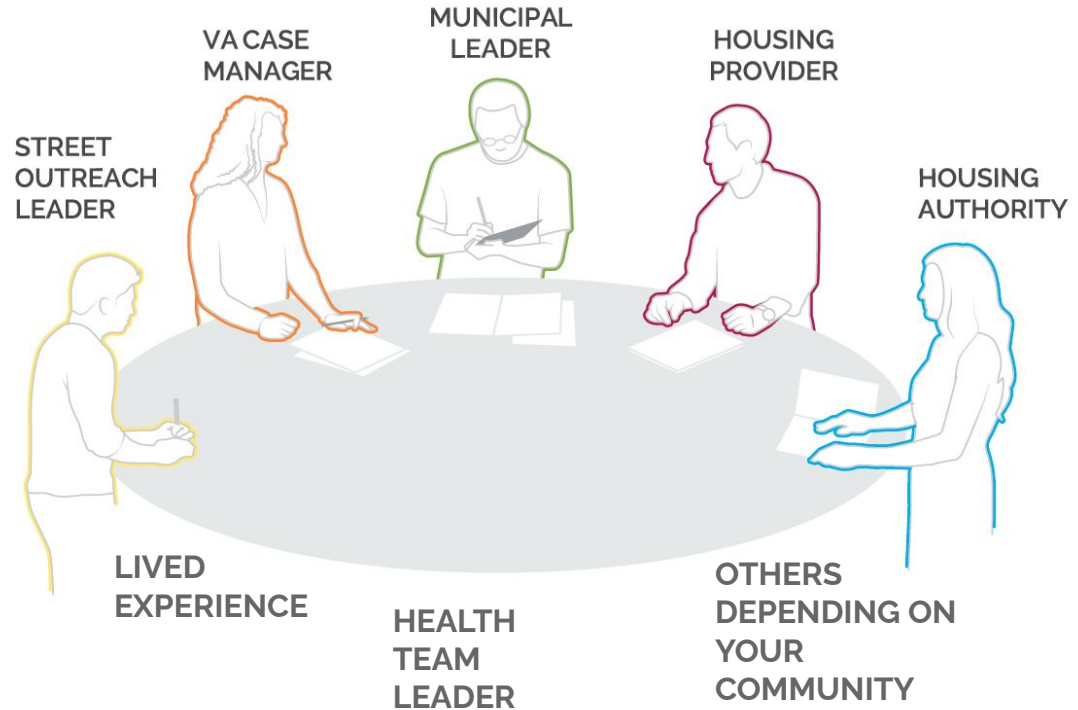 MUNICIPAL
LEADER
VA CASE
MANAGER
HOUSING
PROVIDER
STREET
OUTREACH
LEADER
HOUSING
AUTHORITY
LIVED
EXPERIENCE
HEALTH
TEAM
LEADER
OTHERS
DEPENDING ON
YOUR
COMMUNITY